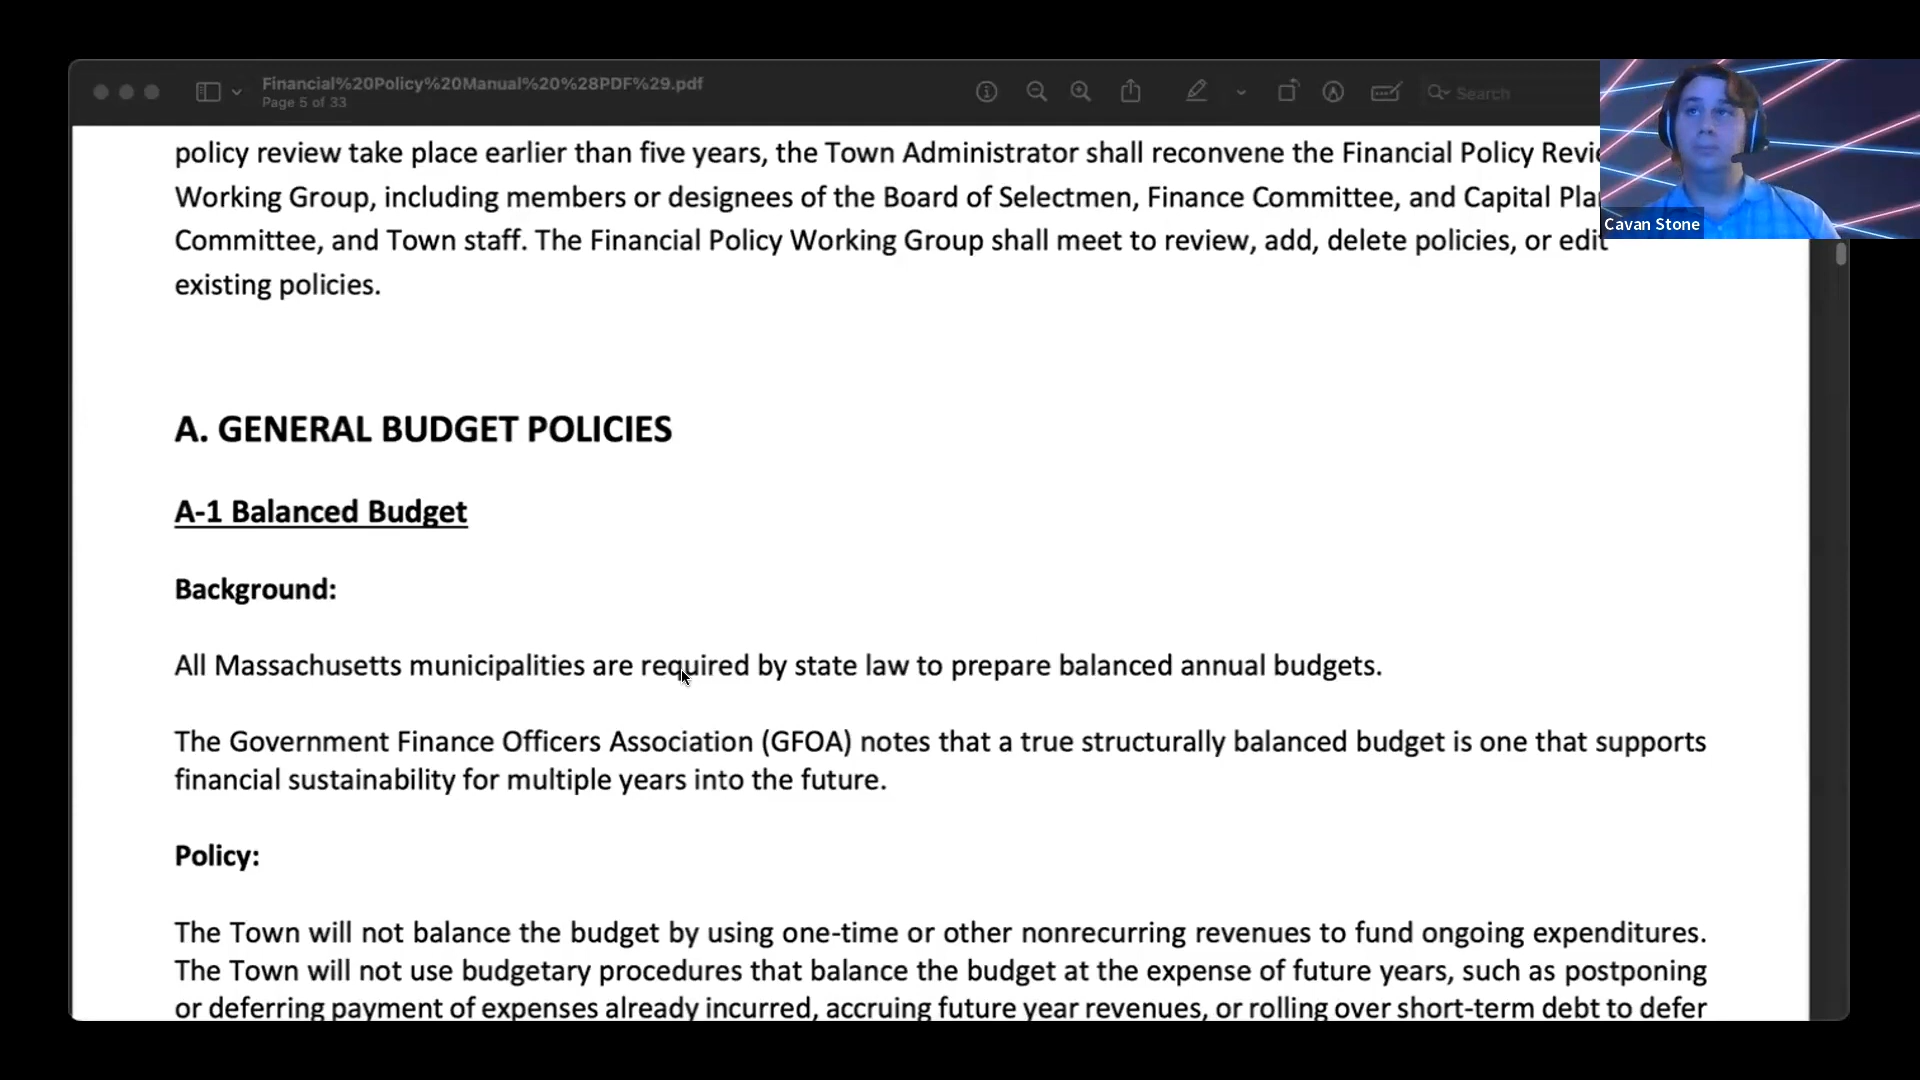 Financial%20Policy%20Manual%20%28PDF%29.pdf
Page 5 of 33
Search
policy review take place earlier than five years, the Town Administrator shall reconvene the Financial Policy
Working Group, including members or designees of the Board of Selectmen, Finance Committee, and Capital
Committee, and Town staff. The Financial Policy Working Group shall meet to review, add, delete policies, or edit
existing policies.
Cavan Stone
A. GENERAL BUDGET POLICIES
A-1 Balanced Budget
Background:
All Massachusetts municipalities are required by state law to prepare balanced annual budgets.
The Government Finance Officers Association (GFOA) notes that a true structurally balanced budget is one that supports
financial sustainability for multiple years into the future.
Policy:
The Town will not balance the budget by using one-time or other nonrecurring revenues to fund ongoing expenditures.
The Town will not use budgetary procedures that balance the budget at the expense of future years, such as postponing
or deferring payment of expenses already incurred, accruing future year revenues, or rolling over short-term debt to defer